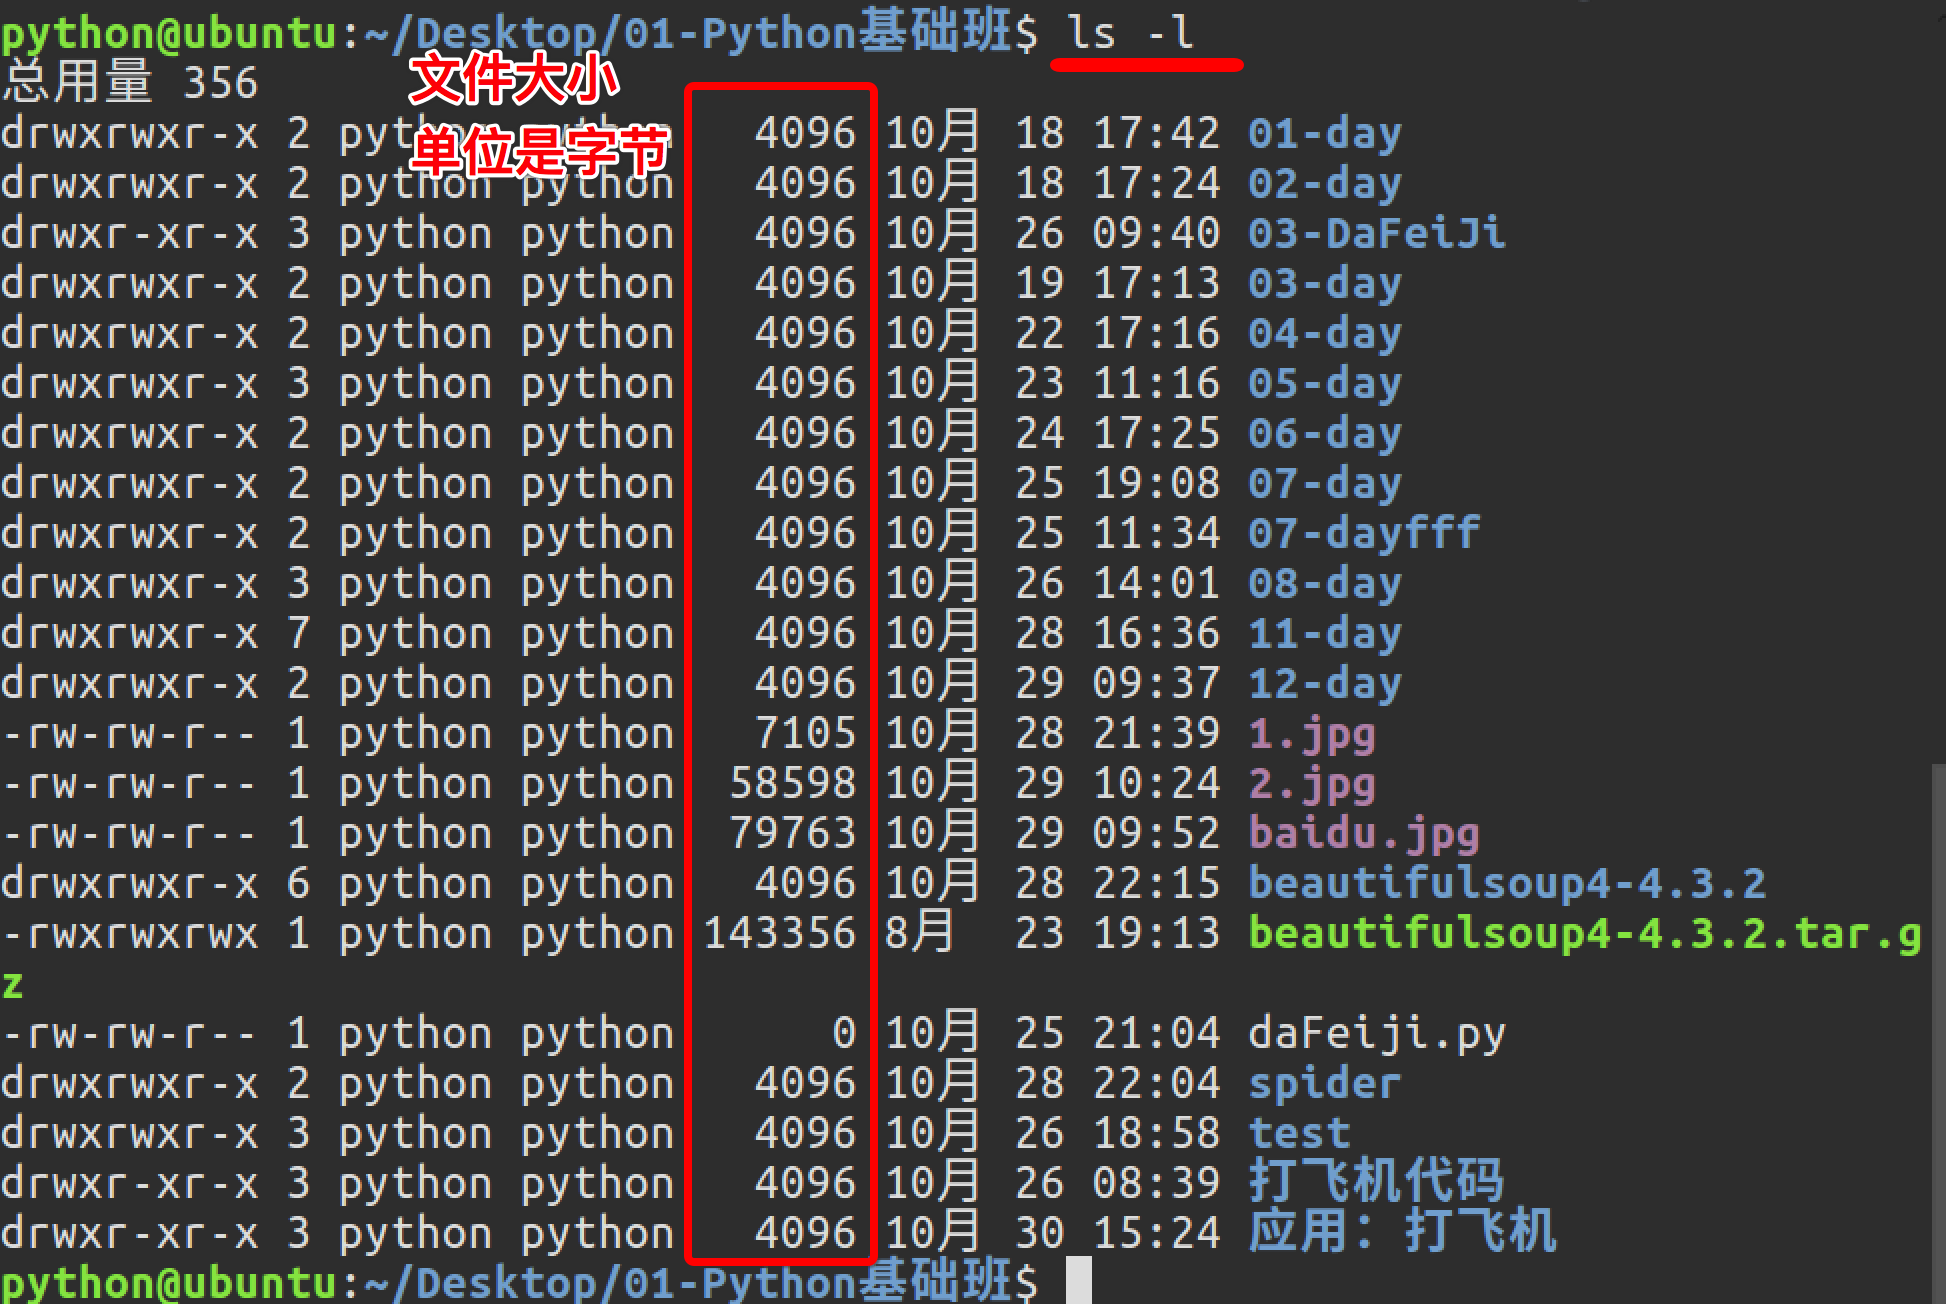 python@ubuntu:~/Desktop/01-Python基础班$ ls -l
总用量 356
文件大小
单位是字节
drwxrwxr-x 2 python python 4096 10月 18 17:42 01-day
drwxrwxr-x 2 python python 4096 10月 18 17:24 02-day
drwxr-xr-x 3 python python 4096 10月 26 09:40 03-DaFeiJi
drwxrwxr-x 2 python python 4096 10月 19 17:13 03-day
drwxrwxr-x 2 python python 4096 10月 22 17:16 04-day
drwxrwxr-x 3 python python 4096 10月 23 11:16 05-day
drwxrwxr-x 2 python python 4096 10月 24 17:25 06-day
drwxrwxr-x 2 python python 4096 10月 25 19:08 07-day
drwxrwxr-x 2 python python 4096 10月 25 11:34 07-dayfff
drwxrwxr-x 3 python python 4096 10月 26 14:01 08-day
drwxrwxr-x 7 python python 4096 10月 28 16:36 11-day
drwxrwxr-x 2 python python 4096 10月 29 09:37 12-day
-rw-rw-r-- 1 python python 7105 10月 28 21:39 1.jpg
-rw-rw-r-- 1 python python 58598 10月 29 10:24 2.jpg
-rw-rw-r-- 1 python python 79763 10月 29 09:52 baidu.jpg
drwxrwxr-x 6 python python 4096 10月 28 22:15 beautifulsoup4-4.3.2
-rwxrwxrwx 1 python python 143356 8月 23 19:13 beautifulsoup4-4.3.2.tar.g
z
-rw-rw-r-- 1 python python 0 10月 25 21:04 daFeiji.py
drwxrwxr-x 2 python python 4096 10月 28 22:04 spider
drwxrwxr-x 3 python python 4096 10月 26 18:58 test
drwxr-xr-x 3 python python 4096 10月 26 08:39 打飞机代码
drwxr-xr-x 3 python python 4096 10月 30 15:24 应用：打飞机
python@ubuntu:~/Desktop/01-Python基础班$